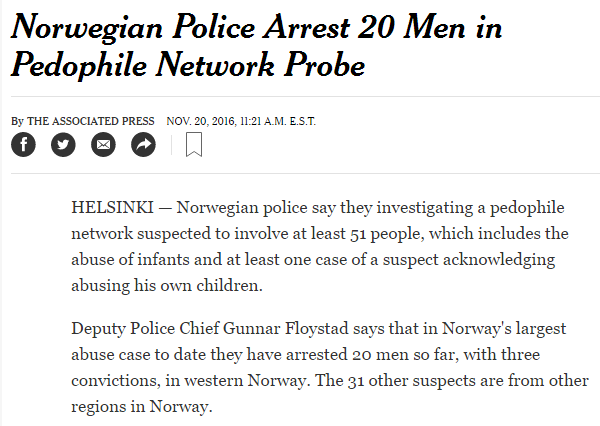 Norwegian Police Arrest 20 Men in
Pedophile Network Probe
By THE ASSOCIATED PRESS NOV. 20, 2016, 11:21 A.M. E.S.T.
HELSINKI — Norwegian police say they investigating a pedophile
network suspected to involve at least 51 people, which includes the
abuse of infants and at least one case of a suspect acknowledging
abusing his own children.
Deputy Police Chief Gunnar Floystad says that in Norway's largest
abuse case to date they have arrested 20 men so far, with three
convictions, in western Norway. The 31 other suspects are from other
regions in Norway.